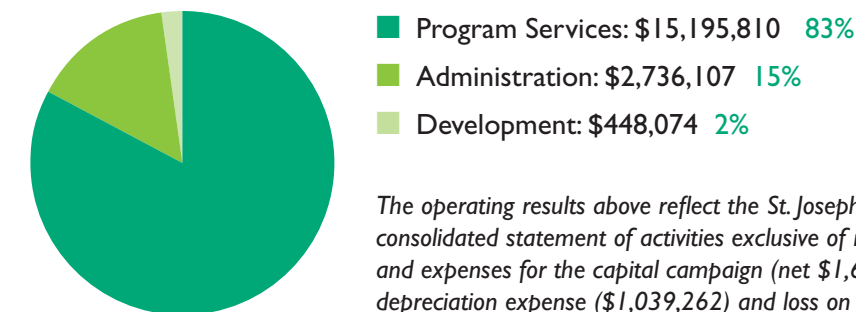 Program Services: $15,195,810 83%
Administration: $2,736,107 15%
Development: $448,074 2%
The operating results above reflect the St. Joseph
consolidated statement of activities exclusive of
and expenses for the capital campaign (net $1,6
depreciation expense ($1,039,262) and loss on